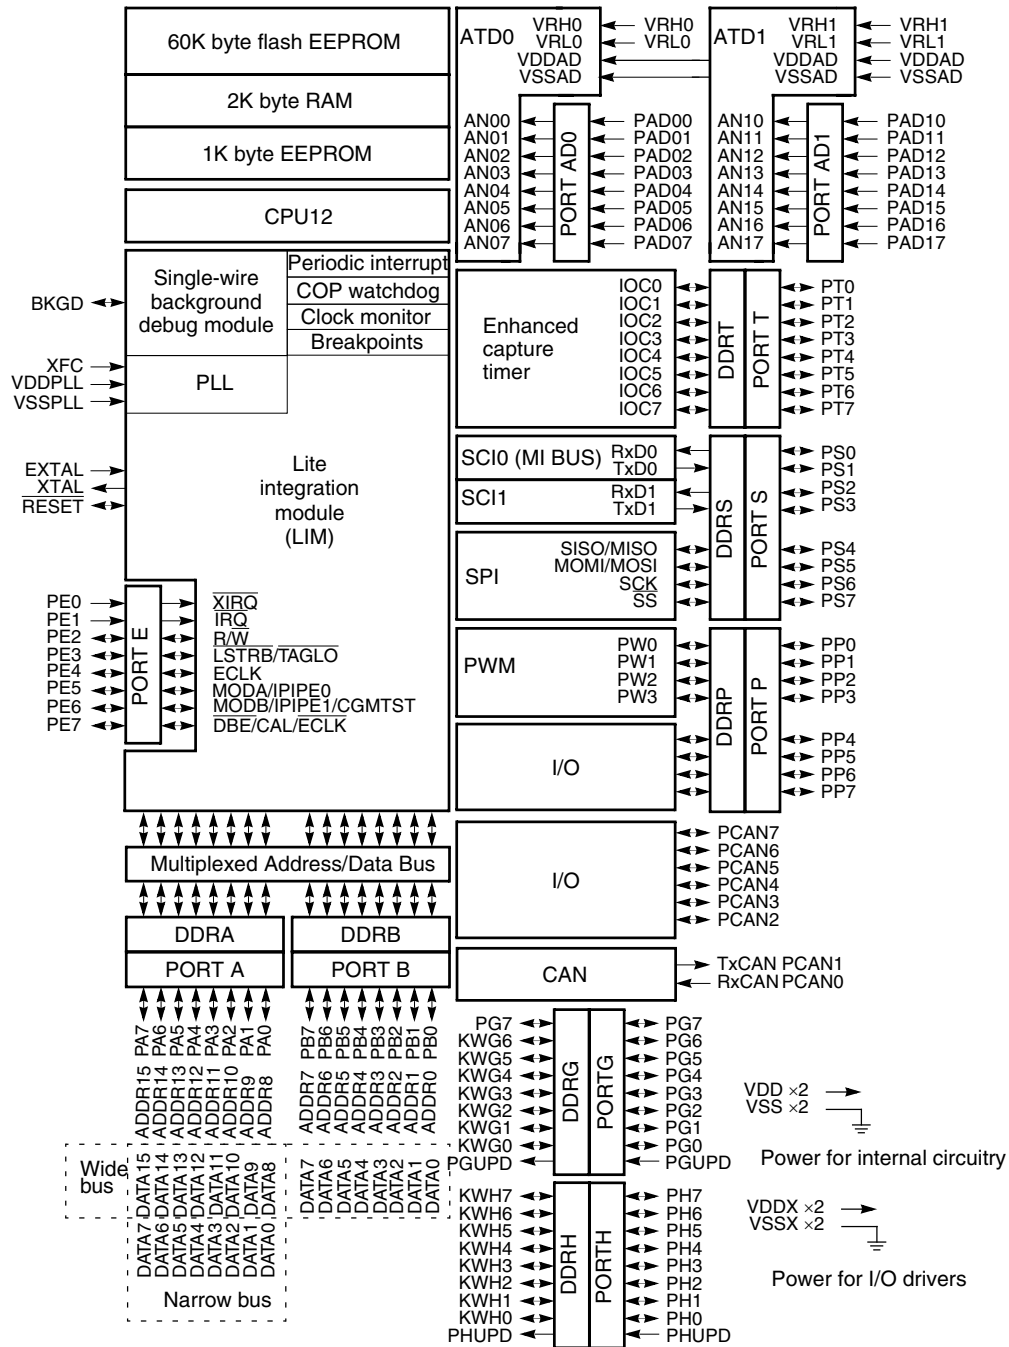 60K byte flash EEPROM
2K byte RAM
1K byte EEPROM
CPU12
Single-wire
background
debug module
Periodic interrupt
COP watchdog
Clock monitor
Breakpoints
PLL
BKGD
XFC
VDDPLL
VSSPLL
EXTAL
XTAL
RESET
Lite
integration
module
(LIM)
PE0
PE1
PE2
PE3
PE4
PE5
PE6
PE7
PORT E
XIRQ
IRQ
R/W
LSTRB/TAGLO
ECLK
MODA/IPIPE0
MODB/IPIPE1/CGMTST
DBE/CAL/ECLK
Multiplexed Address/Data Bus
DDRA
DDRB
PORT A
PORT B
PA7
PA6
PA5
PA4
PA3
PA2
PA1
PA0
PB7
PB6
PB5
PB4
PB3
PB2
PB1
PB0
ADDR15
ADDR14
ADDR13
ADDR12
ADDR11
ADDR10
ADDR9
ADDR8
ADDR7
ADDR6
ADDR5
ADDR4
ADDR3
ADDR2
ADDR1
ADDR0
Wide
bus
DATA15
DATA14
DATA13
DATA12
DATA11
DATA10
DATA9
DATA8
DATA7
DATA6
DATA5
DATA4
DATA3
DATA2
DATA1
DATA0
DATA7
DATA6
DATA5
DATA4
DATA3
DATA2
DATA1
DATA0
Narrow bus
ATD0
VRH0
VRL0
VDDAD
VSSAD
VRH0
VRL0
AN00
AN01
AN02
AN03
AN04
AN05
AN06
AN07
PORT AD0
PAD00
PAD01
PAD02
PAD03
PAD04
PAD05
PAD06
PAD07
ATD1
VRH1
VRL1
VDDAD
VSSAD
VRH1
VRL1
VDDAD
VSSAD
AN10
AN11
AN12
AN13
AN14
AN15
AN16
AN17
PORT AD1
PAD10
PAD11
PAD12
PAD13
PAD14
PAD15
PAD16
PAD17
Enhanced
capture
timer
IOC0
IOC1
IOC2
IOC3
IOC4
IOC5
IOC6
IOC7
DDRT
PORT T
PT0
PT1
PT2
PT3
PT4
PT5
PT6
PT7
SCI0 (MI BUS)
RxD0
TxD0
SCI1
RxD1
TxD1
SPI
SISO/MISO
MOMI/MOSI
SCK
SS
DDRS
PORT S
PS0
PS1
PS2
PS3
PS4
PS5
PS6
PS7
PWM
PW0
PW1
PW2
PW3
I/O
DDRP
PORT P
PP0
PP1
PP2
PP3
PP4
PP5
PP6
PP7
I/O
PCAN7
PCAN6
PCAN5
PCAN4
PCAN3
PCAN2
CAN
TxCAN PCAN1
RxCAN PCAN0
PG7
KWG6
KWG5
KWG4
KWG3
KWG2
KWG1
KWG0
PGUPD
DDRG
PORTG
PG7
PG6
PG5
PG4
PG3
PG2
PG1
PG0
PGUPD
KWH7
KWH6
KWH5
KWH4
KWH3
KWH2
KWH1
KWH0
PHUPD
DDRH
PORTH
PH7
PH6
PH5
PH4
PH3
PH2
PH1
PH0
PHUPD
VDD ×2
VSS ×2
Power for internal circuitry
VDDX ×2
VSSX ×2
Power for I/O drivers